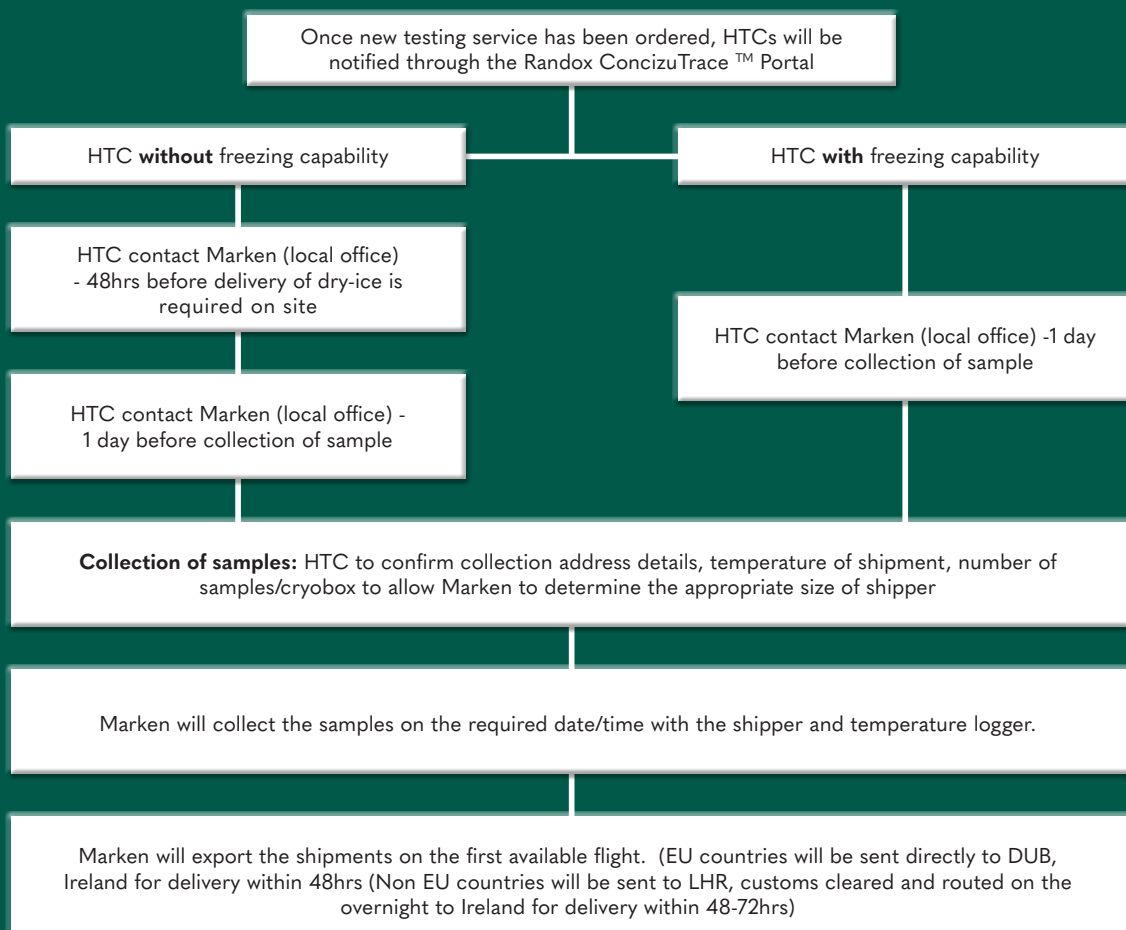 Once new testing service has been ordered, HTCs will be
notified through the Randox ConcizuTrace ™ Portal
HTC without freezing capability
HTC with freezing capability
HTC contact Marken (local office)
- 48hrs before delivery of dry-ice is
required on site
HTC contact Marken (local office) -1 day
before collection of sample
HTC contact Marken (local office) -
1 day before collection of sample
Collection of samples: HTC to confirm collection address details, temperature of shipment, number of
samples/cryobox to allow Marken to determine the appropriate size of shipper
Marken will collect the samples on the required date/time with the shipper and temperature logger.
Marken will export the shipments on the first available flight.  (EU countries will be sent directly to DUB,
Ireland for delivery within 48hrs (Non EU countries will be sent to LHR, customs cleared and routed on the
overnight to Ireland for delivery within 48-72hrs)